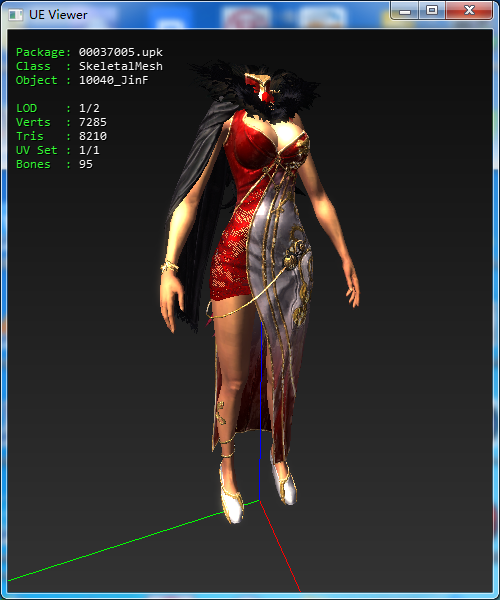 UE Viewer
Package: 00037005.upk
Class : SkeletalMesh
Object : 10040_JinF
LOD : 1/2
Verts : 7285
Tris : 8210
UV Set : 1/1
Bones : 95